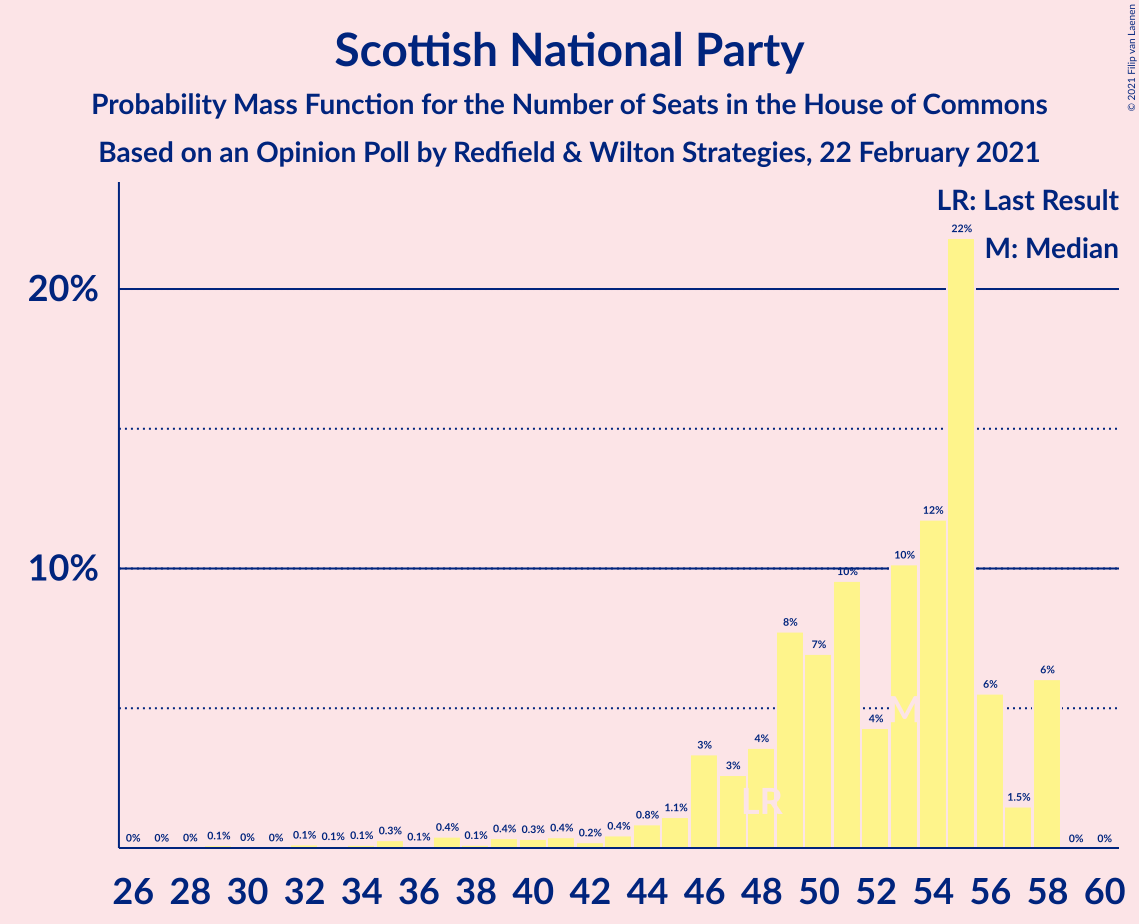 Scottish National Party
Probability Mass Function for the Number of Seats in the House of Commons
Based on an Opinion Poll by Redfield & Wilton Strategies, 22 February 2021
© 2021 Filip van Laenen
LR: Last Result
M: Median
20%
10%
0% 0% 0% 0.1% 0% 0% 0.1% 0.1% 0.1% 0.3% 0.1% 0.4% 0.1% 0.4% 0.3% 0.4% 0.2% 0.4% 0.8% 1.1% 3% 3% 4% 8% 7% 10% 4% 10% 12% 22% 6% 1.5% 6% 0% 0%
M
LR
26 28 30 32 34 36 38 40 42 44 46 48 50 52 54 56 58 60